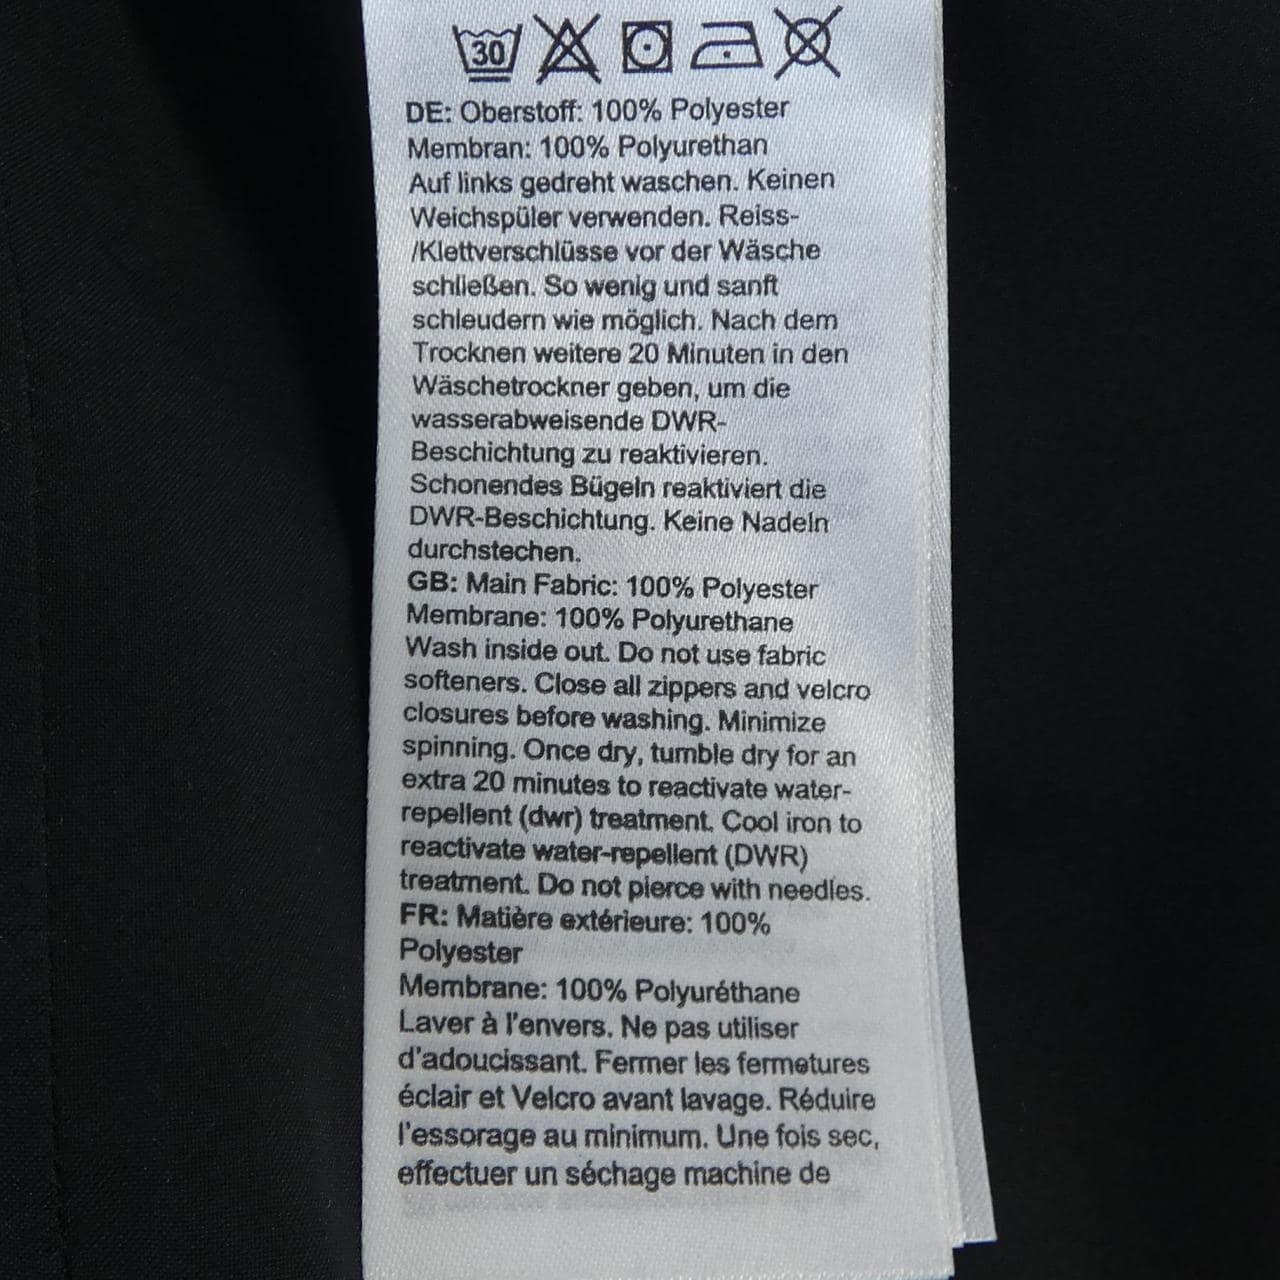 30
DE: Oberstoff: 100% Polyester
Membran: 100% Polyurethan
Auf links gedreht waschen. Keinen
Weichspüler verwenden. Reiss-
/Klettverschlüsse vor der Wäsche
schließen. So wenig und sanft
schleudern wie möglich. Nach dem
Trocknen weitere 20 Minuten in den
Wäschetrockner geben, um die
wasserabweisende DWR-
Beschichtung zu reaktivieren.
Schonendes Bügeln reaktiviert die
DWR-Beschichtung. Keine Nadeln
durchstechen.
GB: Main Fabric: 100% Polyester
Membrane: 100% Polyurethane
Wash inside out. Do not use fabric
softeners. Close all zippers and velcro
closures before washing. Minimize
spinning. Once dry, tumble dry for an
extra 20 minutes to reactivate water-
repellent (dwr) treatment. Cool iron to
reactivate water-repellent (DWR)
treatment. Do not pierce with needles.
FR: Matière extérieure: 100%
Polyester
Membrane: 100% Polyuréthane
Laver à l'envers. Ne pas utiliser
d'adoucissant. Fermer les fermetures
éclair et Velcro avant lavage. Réduire
l'essorage au minimum. Une fois sec,
effectuer un séchage machine de